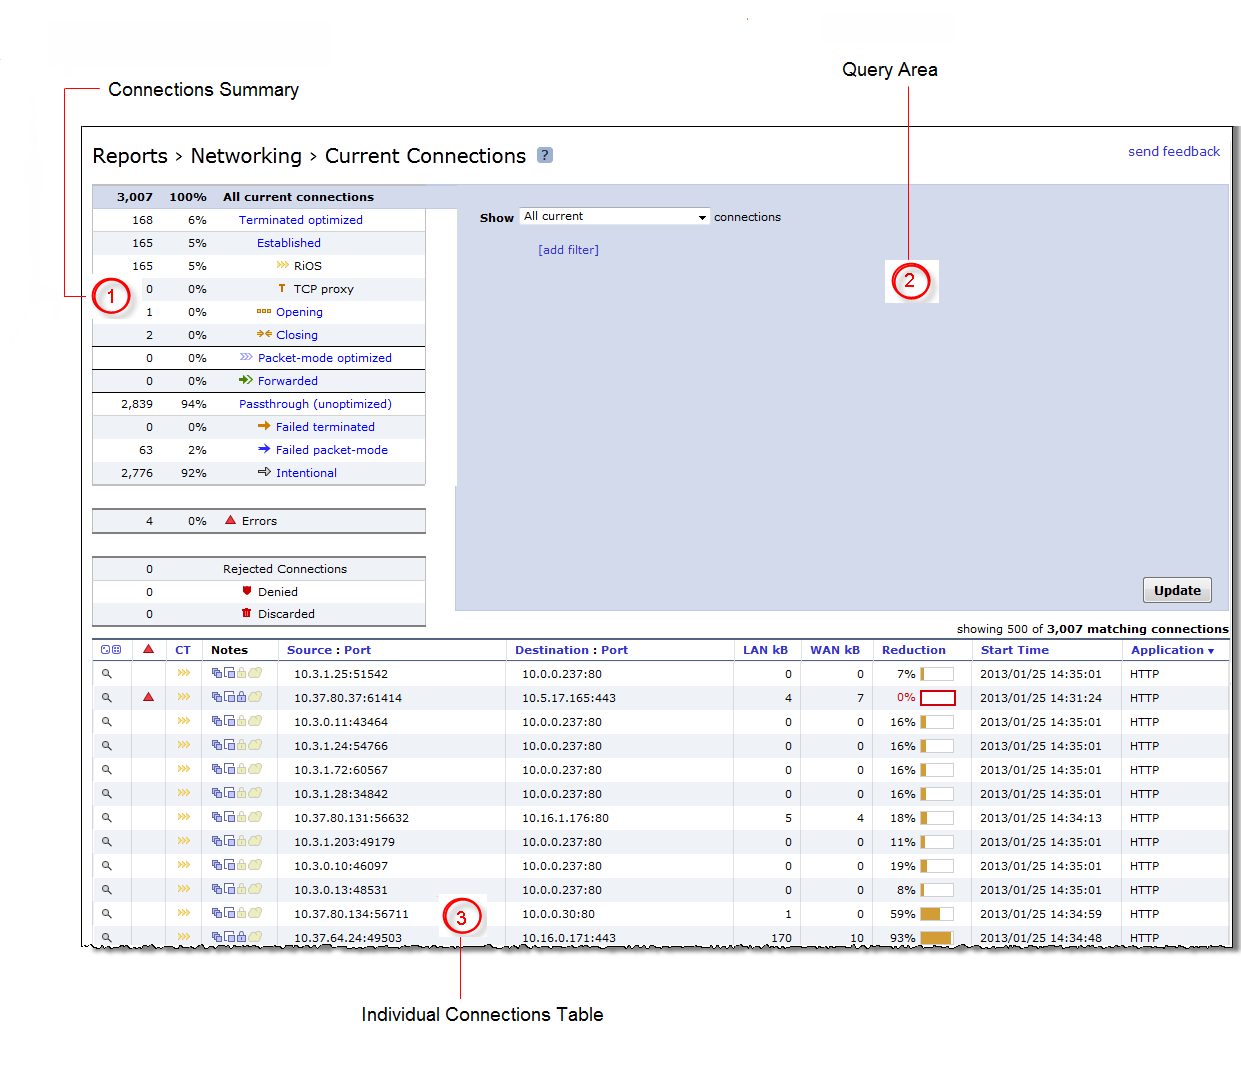 Query Area
Connections Summary
Reports > Networking > Current Connections ?
send feedback
3,007 100% All current connections
168 6% Terminated optimized
165 5% Established
165 5% RiOS
0 0% T TCP proxy
1 0% Opening
2 0% Closing
0 0% Packet-mode optimized
0 0% Forwarded
2,839 94% Passthrough (unoptimized)
0 0% Failed terminated
63 2% Failed packet-mode
2,776 92% Intentional
1
4 0% Errors
0 Rejected Connections
0 Denied
0 Discarded
Show All current connections
[add filter]
2
Update
showing 500 of 3,007 matching connections
CT Notes Source : Port Destination : Port LAN kB WAN kB Reduction Start Time Application
10.3.1.25:51542 10.0.0.237:80 0 0 7% 2013/01/25 14:35:01 HTTP
10.37.80.37:61414 10.5.17.165:443 4 7 0% 2013/01/25 14:31:24 HTTP
10.3.0.11:43464 10.0.0.237:80 0 0 16% 2013/01/25 14:35:01 HTTP
10.3.1.24:54766 10.0.0.237:80 0 0 16% 2013/01/25 14:35:01 HTTP
10.3.1.72:60567 10.0.0.237:80 0 0 16% 2013/01/25 14:35:01 HTTP
10.3.1.28:34842 10.0.0.237:80 0 0 16% 2013/01/25 14:35:01 HTTP
10.37.80.131:56632 10.16.1.176:80 5 4 18% 2013/01/25 14:34:13 HTTP
10.3.1.203:49179 10.0.0.237:80 0 0 11% 2013/01/25 14:35:01 HTTP
10.3.0.10:46097 10.0.0.237:80 0 0 19% 2013/01/25 14:35:01 HTTP
10.3.0.13:48531 10.0.0.237:80 0 0 8% 2013/01/25 14:35:01 HTTP
10.37.80.134:56711 10.0.0.30:80 1 0 59% 2013/01/25 14:34:59 HTTP
10.37.64.24:49503 10.16.0.171:443 170 10 93% 2013/01/25 14:34:48 HTTP
3
Individual Connections Table